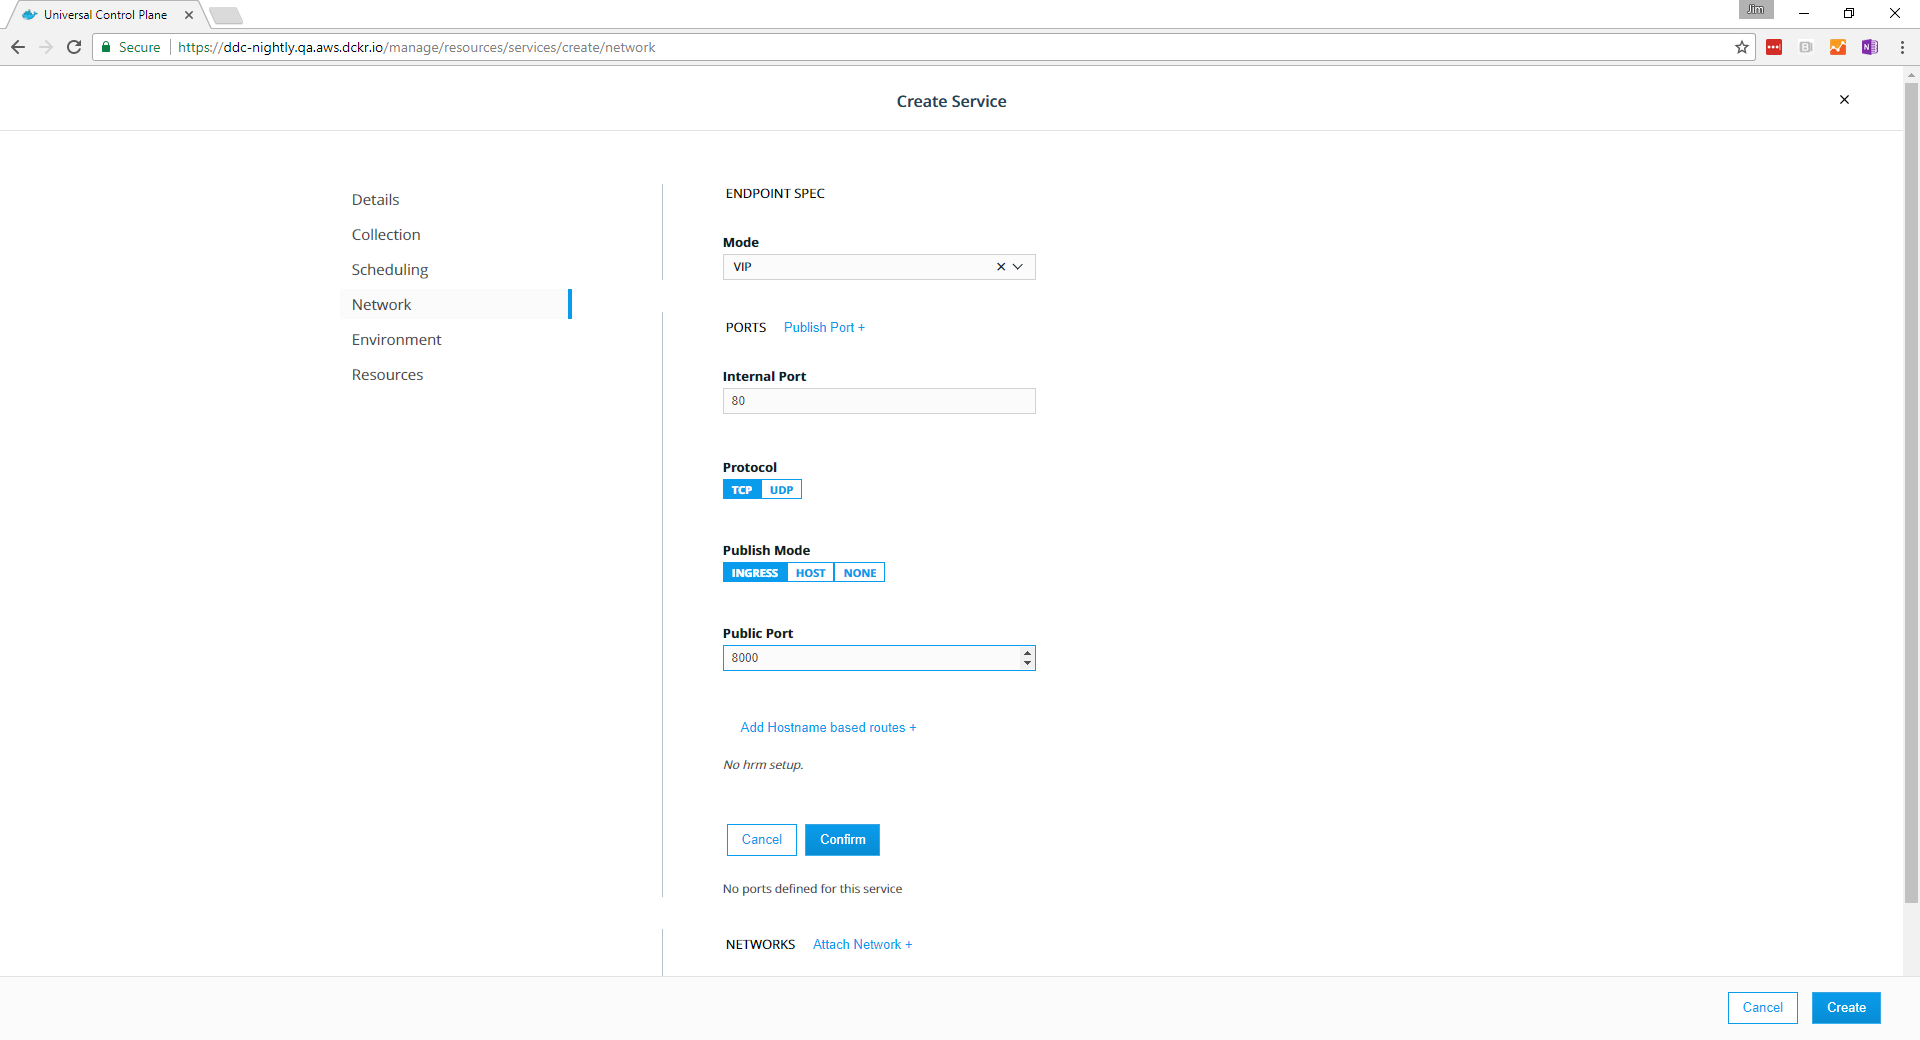 Universal Control Plane
Jim
Secure
https://ddc-nightly.qa.aws.dckr.io/manage/resources/services/create/network
Create Service
Details
Collection
Scheduling
Network
Environment
Resources
ENDPOINT SPEC
Mode
VIP
PORTS Publish Port +
Internal Port
80
Protocol
TCP UDP
Publish Mode
INGRESS HOST NONE
Public Port
8000
Add Hostname based routes +
No hrm setup.
Cancel Confirm
No ports defined for this service
NETWORKS Attach Network +
Cancel Create